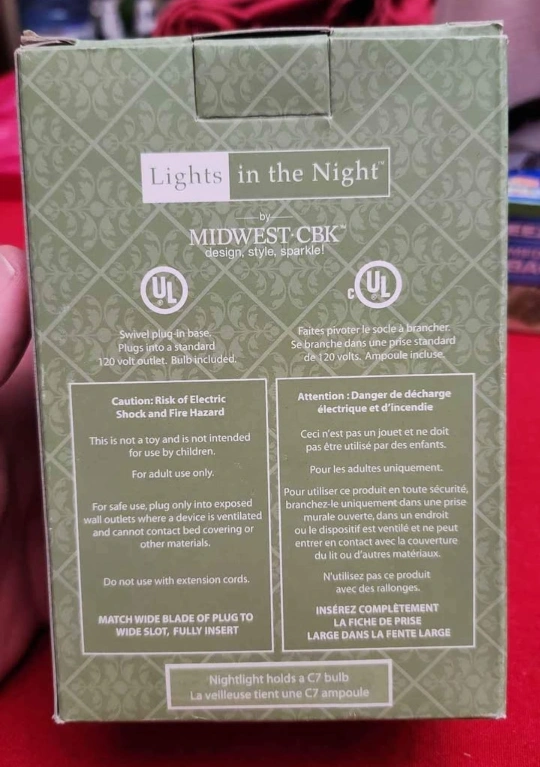 Lights in the Night™
by
MIDWEST·CBK™
design, style, sparkle!
UL
Swivel plug-in base.
Plugs into a standard
120 volt outlet. Bulb included.
c UL
Faites pivoter le socle à brancher.
Se branche dans une prise standard
de 120 volts. Ampoule incluse.
Caution: Risk of Electric
Shock and Fire Hazard
This is not a toy and is not intended
for use by children.
For adult use only.
For safe use, plug only into exposed
wall outlets where a device is ventilated
and cannot contact bed covering or
other materials.
Do not use with extension cords.
MATCH WIDE BLADE OF PLUG TO
WIDE SLOT, FULLY INSERT
Attention : Danger de décharge
électrique et d'incendie
Ceci n'est pas un jouet et ne doit
pas être utilisé par des enfants.
Pour les adultes uniquement.
Pour utiliser ce produit en toute sécurité,
branchez-le uniquement dans une prise
murale ouverte, dans un endroit
ou le dispositif est ventilé et ne peut
entrer en contact avec la couverture
du lit ou d'autres matériaux.
N'utilisez pas ce produit
avec des rallonges.
INSÉREZ COMPLÈTEMENT
LA FICHE DE PRISE
LARGE DANS LA FENTE LARGE
Nightlight holds a C7 bulb
La veilleuse tient une C7 ampoule